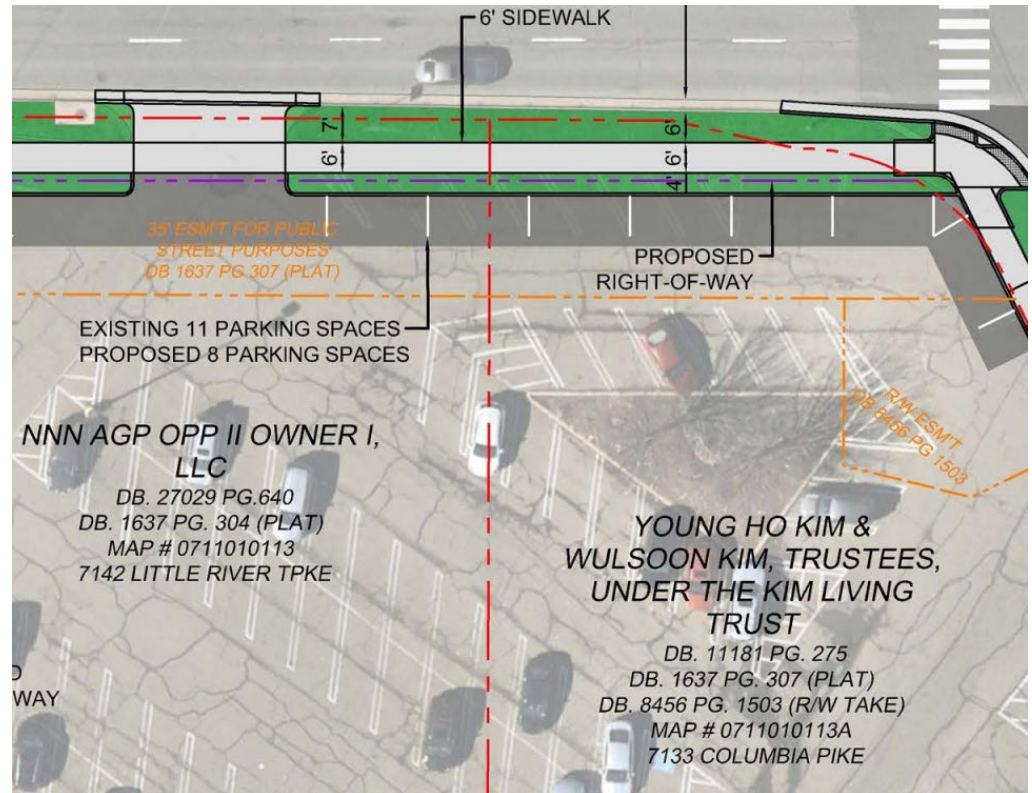 6' SIDEWALK
7'
6'
6'
6'
4'
35' ESM'T FOR PUBLIC
STREET PURPOSES
DB 1637 PG 307 (PLAT)
PROPOSED
RIGHT-OF-WAY
EXISTING 11 PARKING SPACES
PROPOSED 8 PARKING SPACES
R/W ESM'T
DB 8456 PG 1503
NNN AGP OPP II OWNER I,
LLC
DB. 27029 PG.640
DB. 1637 PG. 304 (PLAT)
MAP # 0711010113
7142 LITTLE RIVER TPKE
YOUNG HO KIM &
WULSOON KIM, TRUSTEES,
UNDER THE KIM LIVING
TRUST
DB. 11181 PG. 275
DB. 1637 PG. 307 (PLAT)
DB. 8456 PG. 1503 (R/W TAKE)
MAP # 0711010113A
7133 COLUMBIA PIKE
WAY